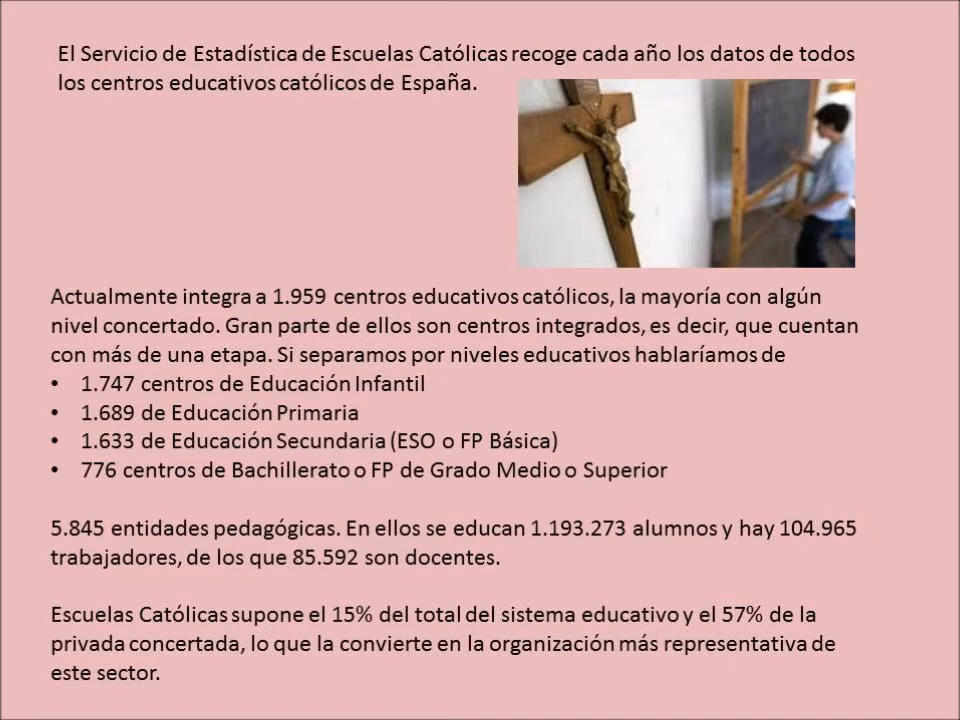 El Servicio de Estadística de Escuelas Católicas recoge cada año los datos de todos
los centros educativos católicos de España.
Actualmente integra a 1.959 centros educativos católicos, la mayoría con algún
nivel concertado. Gran parte de ellos son centros integrados, es decir, que cuentan
con más de una etapa. Si separamos por niveles educativos hablaríamos de
• 1.747 centros de Educación Infantil
• 1.689 de Educación Primaria
• 1.633 de Educación Secundaria (ESO o FP Básica)
• 776 centros de Bachillerato o FP de Grado Medio o Superior
5.845 entidades pedagógicas. En ellos se educan 1.193.273 alumnos y hay 104.965
trabajadores, de los que 85.592 son docentes.
Escuelas Católicas supone el 15% del total del sistema educativo y el 57% de la
privada concertada, lo que la convierte en la organización más representativa de
este sector.